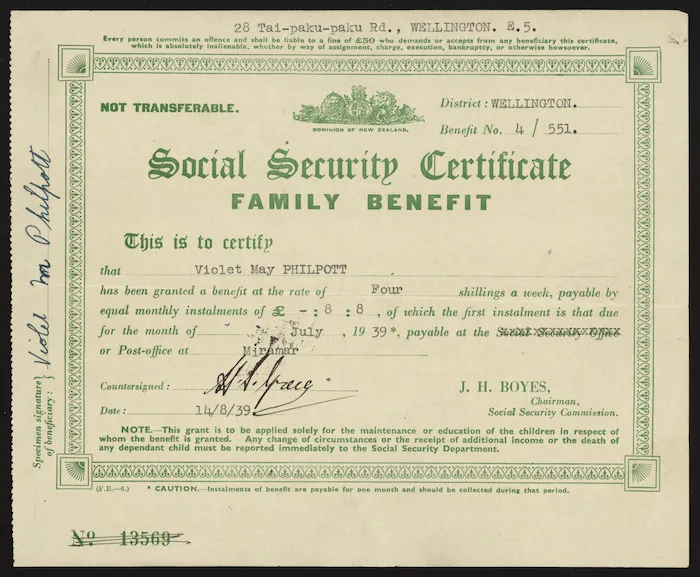 28 Tai-paku-paku Rd., WELLINGTON. E.5.
Every person commits an offence and shall be liable to a fine of £50 who demands or accepts from any beneficiary this certificate,
which is absolutely inalienable, whether by way of assignment, charge, execution, bankruptcy, or otherwise howsoever.
NOT TRANSFERABLE.
DOMINION OF NEW ZEALAND.
District: WELLINGTON.
Benefit No. 4 / 551.
Social Security Certificate
FAMILY BENEFIT
This is to certify
that Violet May PHILPOTT
has been granted a benefit at the rate of Four shillings a week, payable by
equal monthly instalments of £ - : 8 : 8 , of which the first instalment is that due
for the month of July , 19 39*, payable at the Social Security Office
or Post-office at Miramar
Countersigned:
Date: 14/8/39
J. H. BOYES,
Chairman,
Social Security Commission.
NOTE.—This grant is to be applied solely for the maintenance or education of the children in respect of
whom the benefit is granted. Any change of circumstances or the receipt of additional income or the death of
any dependant child must be reported immediately to the Social Security Department.
(F.B.—6.) * CAUTION.—Instalments of benefit are payable for one month and should be collected during that period.
No 13569
Specimen signature
of beneficiary: } Violet M Philpott